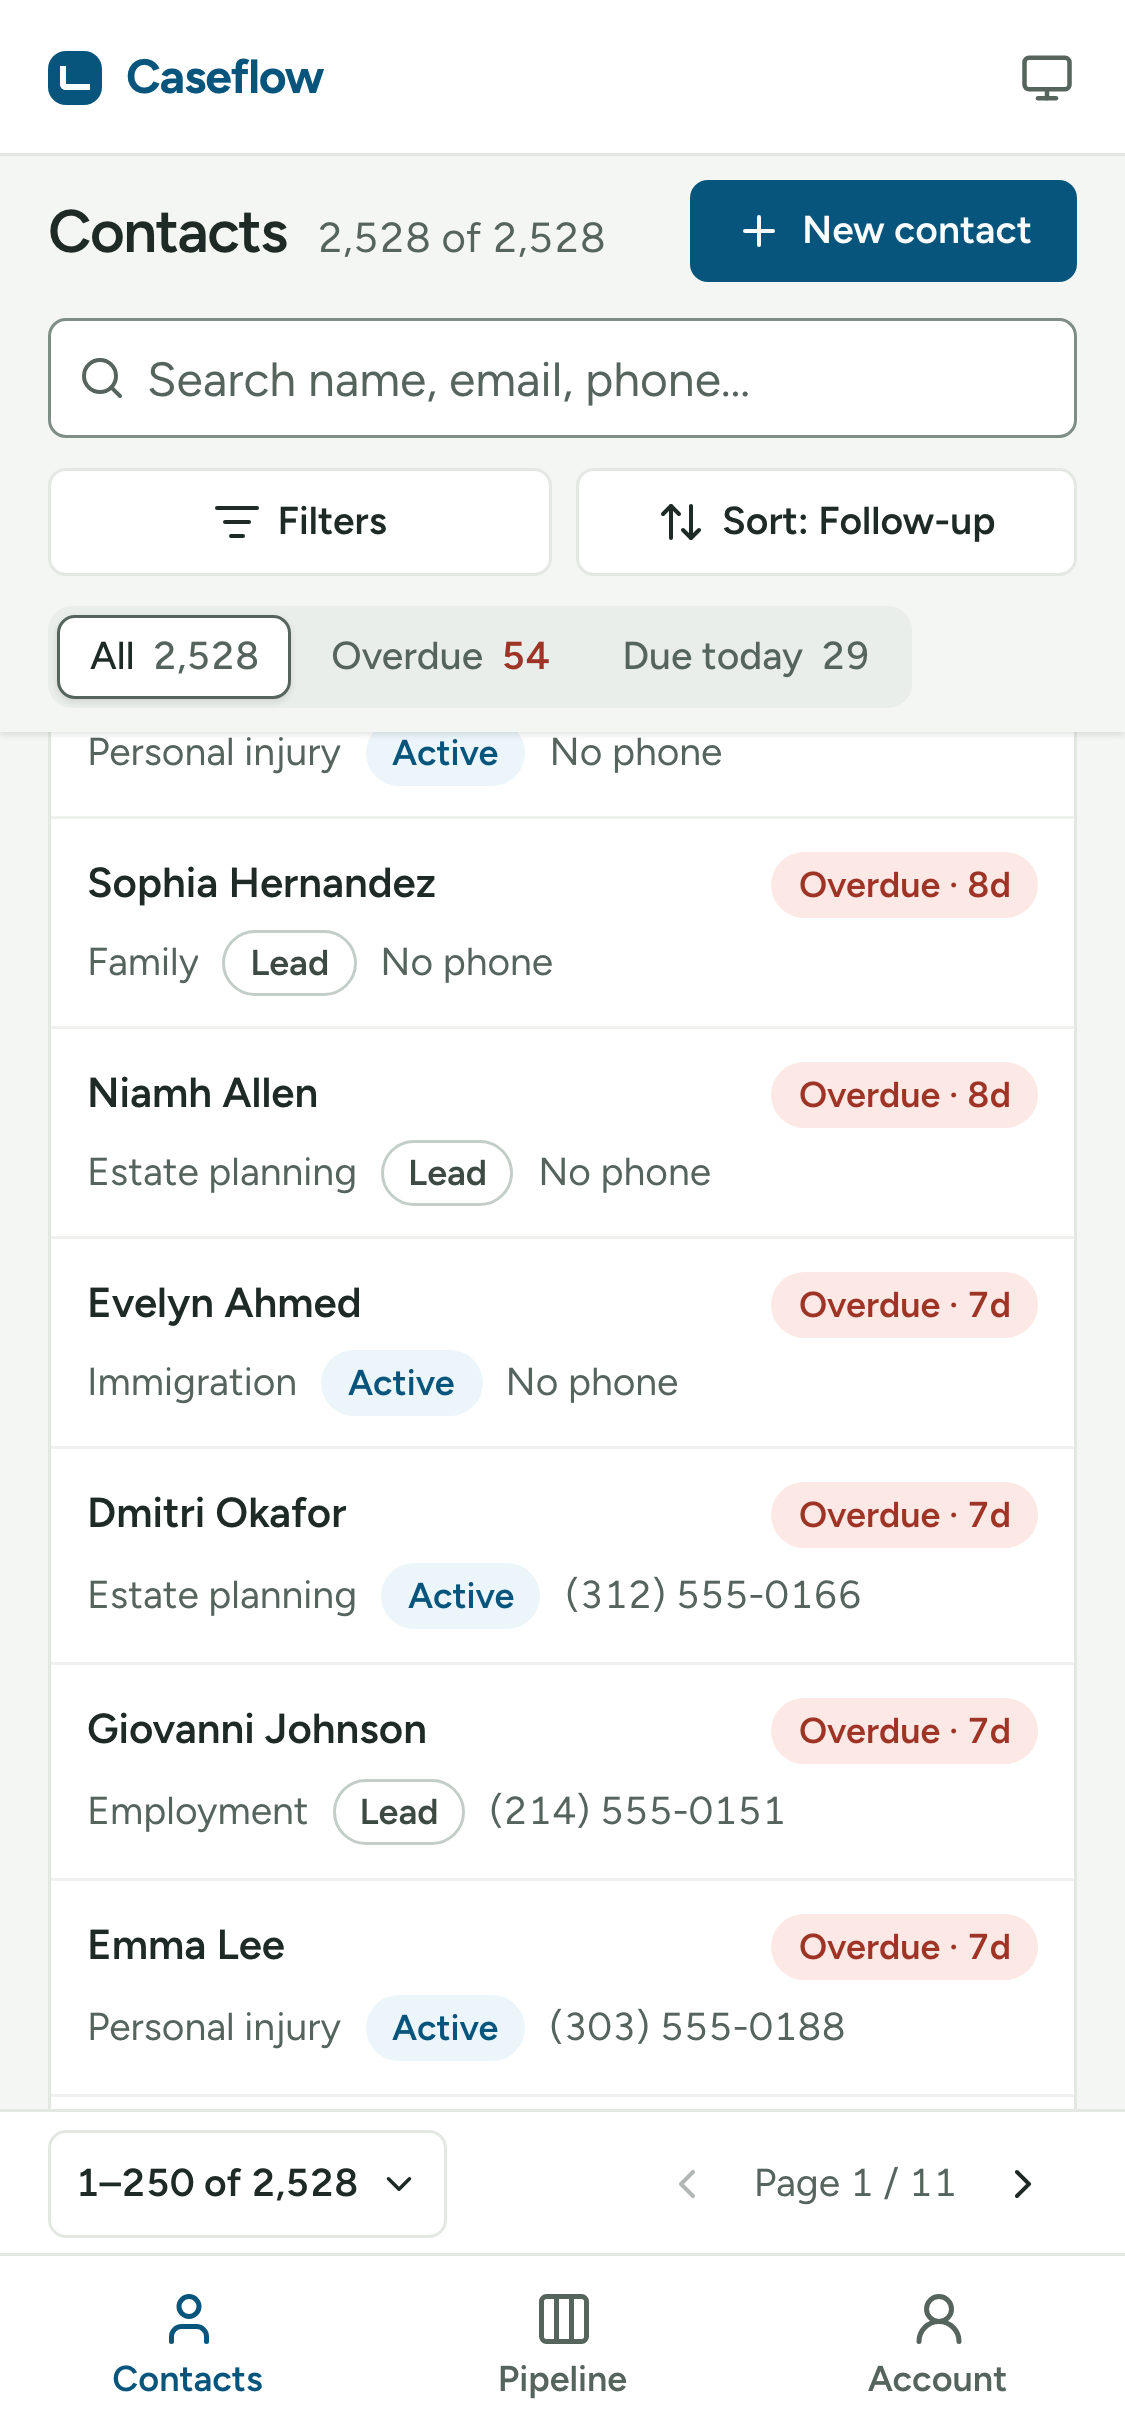 Caseflow
Contacts 2,528 of 2,528
+ New contact
Search name, email, phone...
Filters
Sort: Follow-up
All 2,528 Overdue 54 Due today 29
Personal injury Active No phone
Sophia Hernandez Overdue · 8d
Family Lead No phone
Niamh Allen Overdue · 8d
Estate planning Lead No phone
Evelyn Ahmed Overdue · 7d
Immigration Active No phone
Dmitri Okafor Overdue · 7d
Estate planning Active (312) 555-0166
Giovanni Johnson Overdue · 7d
Employment Lead (214) 555-0151
Emma Lee Overdue · 7d
Personal injury Active (303) 555-0188
1–250 of 2,528 Page 1 / 11
Contacts Pipeline Account